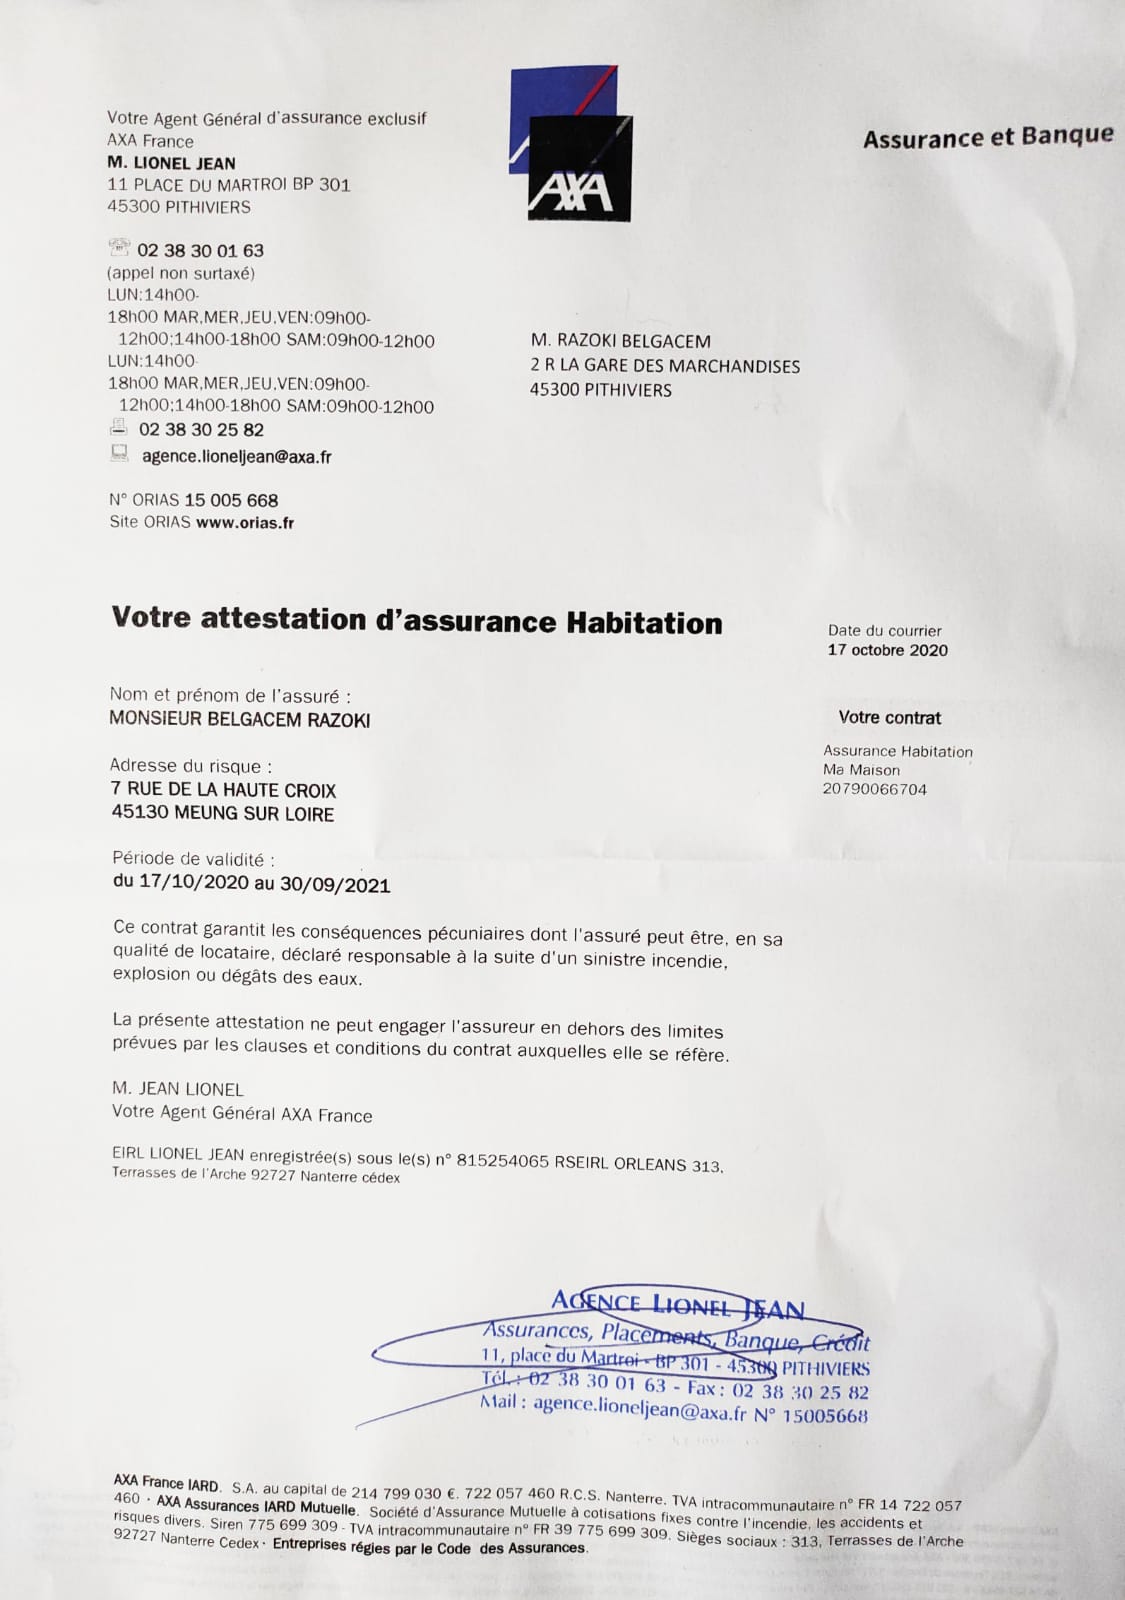 Votre Agent Général d'assurance exclusif
AXA France
M. LIONEL JEAN
11 PLACE DU MARTROI BP 301
45300 PITHIVIERS
02 38 30 01 63
(appel non surtaxé)
LUN:14h00-
18h00 MAR,MER,JEU,VEN:09h00-
12h00;14h00-18h00 SAM:09h00-12h00
LUN:14h00-
18h00 MAR,MER,JEU,VEN:09h00-
12h00;14h00-18h00 SAM:09h00-12h00
02 38 30 25 82
agence.lioneljean@axa.fr
N° ORIAS 15 005 668
Site ORIAS www.orias.fr
AXA
Assurance et Banque
M. RAZOKI BELGACEM
2 R LA GARE DES MARCHANDISES
45300 PITHIVIERS
Votre attestation d'assurance Habitation
Date du courrier
17 octobre 2020
Votre contrat
Assurance Habitation
Ma Maison
20790066704
Nom et prénom de l'assuré :
MONSIEUR BELGACEM RAZOKI
Adresse du risque :
7 RUE DE LA HAUTE CROIX
45130 MEUNG SUR LOIRE
Période de validité :
du 17/10/2020 au 30/09/2021
Ce contrat garantit les conséquences pécuniaires dont l'assuré peut être, en sa
qualité de locataire, déclaré responsable à la suite d'un sinistre incendie,
explosion ou dégâts des eaux.
La présente attestation ne peut engager l'assureur en dehors des limites
prévues par les clauses et conditions du contrat auxquelles elle se réfère.
M. JEAN LIONEL
Votre Agent Général AXA France
EIRL LIONEL JEAN enregistrée(s) sous le(s) n° 815254065 RSEIRL ORLEANS 313,
Terrasses de l'Arche 92727 Nanterre cédex
AGENCE LIONEL JEAN
Assurances, Placements, Banque, Crédit
11, place du Martroi - BP 301 - 45300 PITHIVIERS
Tél. : 02 38 30 01 63 - Fax : 02 38 30 25 82
Mail : agence.lioneljean@axa.fr N° 15005668
AXA France IARD. S.A. au capital de 214 799 030 €. 722 057 460 R.C.S. Nanterre. TVA intracommunautaire n° FR 14 722 057
460 · AXA Assurances IARD Mutuelle. Société d'Assurance Mutuelle à cotisations fixes contre l'incendie, les accidents et
risques divers. Siren 775 699 309 - TVA intracommunautaire n° FR 39 775 699 309. Sièges sociaux : 313, Terrasses de l'Arche
92727 Nanterre Cedex · Entreprises régies par le Code des Assurances.